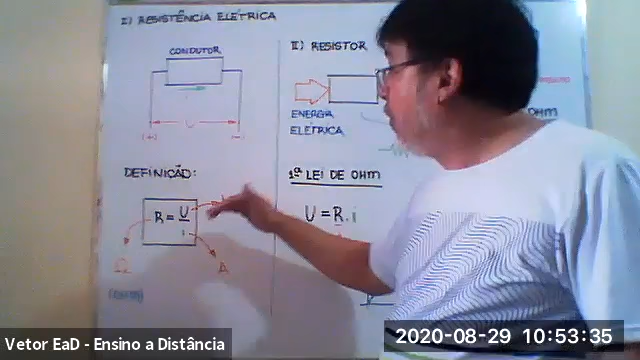 I) RESISTÊNCIA ELÉTRICA
CONDUTOR
i
U
(+) (-)
DEFINIÇÃO:
R = U
i
Ω A
II) RESISTOR
ENERGIA
ELÉTRICA
OHM
1ª LEI DE OHM
U = R.i
Vetor EaD - Ensino a Distância
2020-08-29 10:53:35